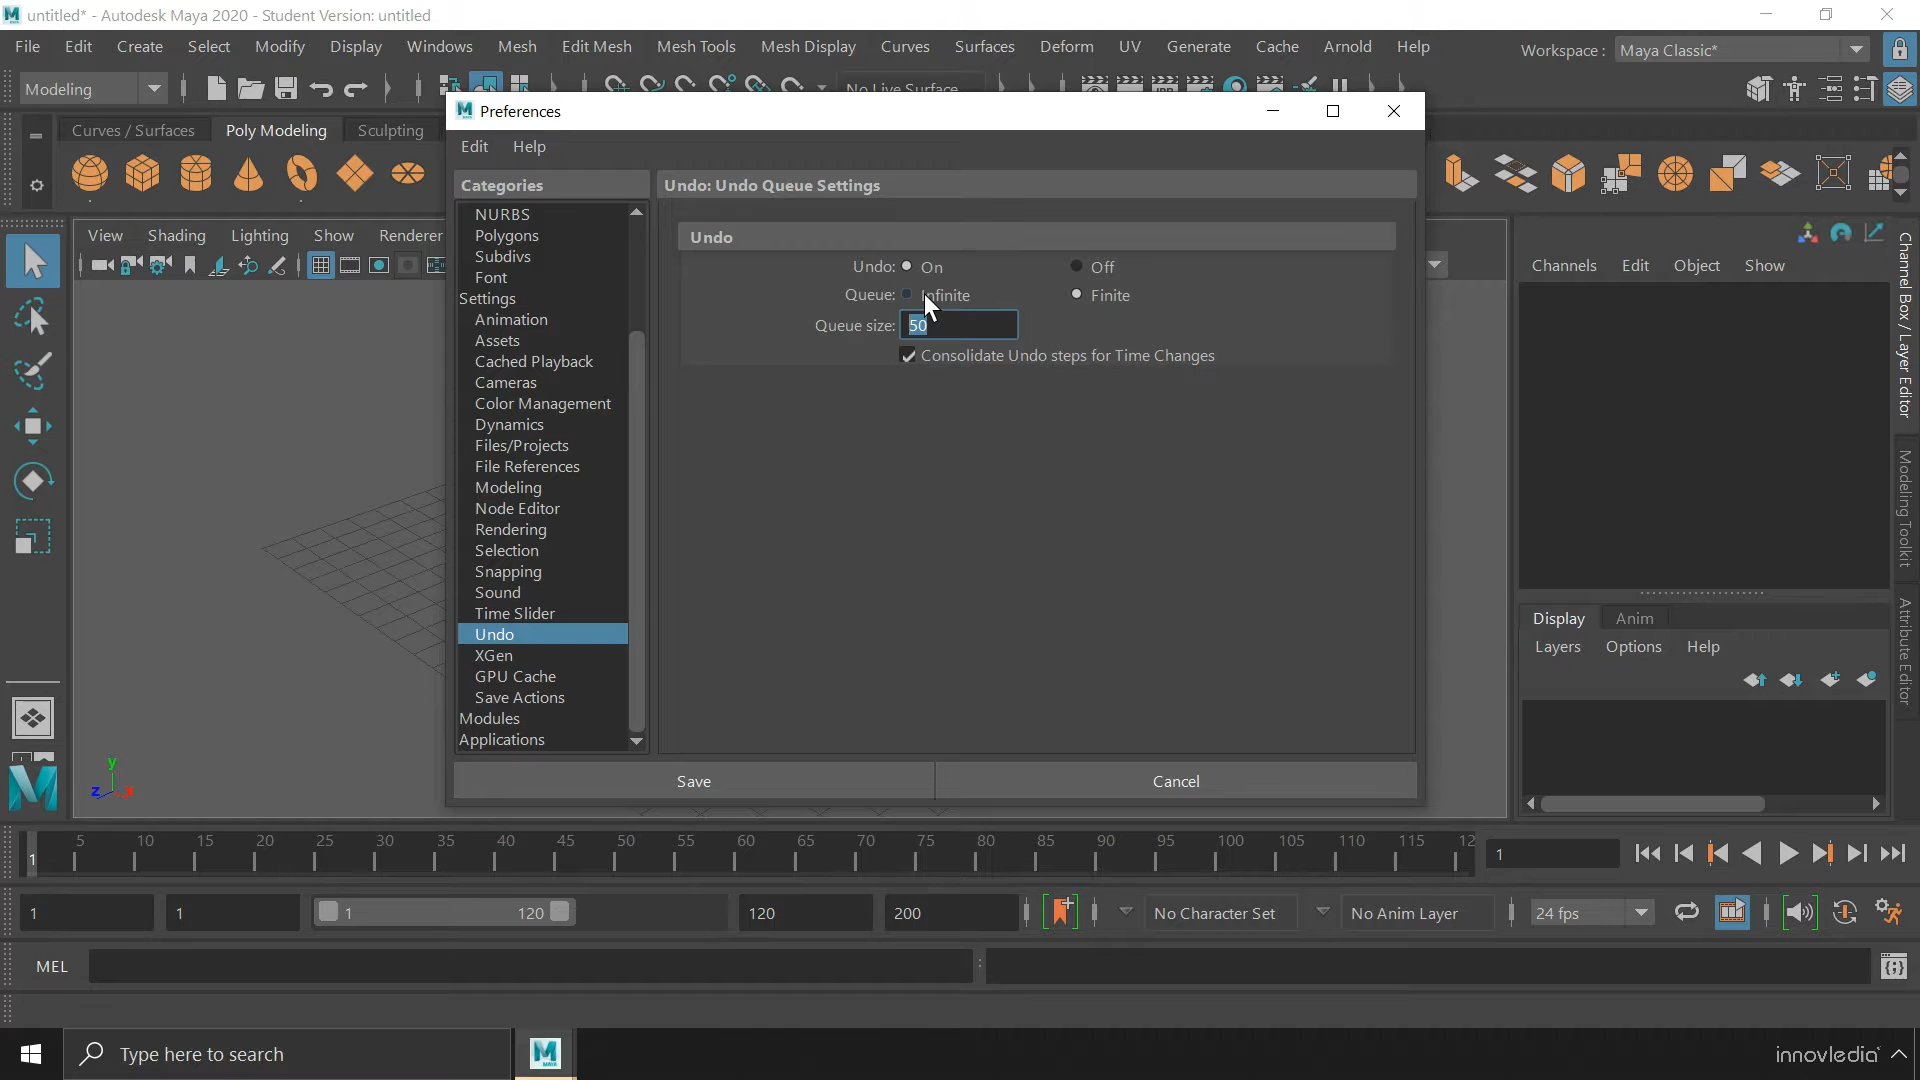 untitled* - Autodesk Maya 2020 - Student Version: untitled
File Edit Create Select Modify Display Windows Mesh Edit Mesh Mesh Tools Mesh Display Curves Surfaces Deform UV Generate Cache Arnold Help
Workspace : Maya Classic*
Modeling
No Live Surface
Preferences
Curves / Surfaces Poly Modeling Sculpting
Edit Help
Categories
Undo: Undo Queue Settings
NURBS
Polygons
Subdivs
Font
Settings
Animation
Assets
Cached Playback
Cameras
Color Management
Dynamics
Files/Projects
File References
Modeling
Node Editor
Rendering
Selection
Snapping
Sound
Time Slider
Undo
XGen
GPU Cache
Save Actions
Modules
Applications
Undo
Undo: On Off
Queue: Infinite Finite
Queue size: 50
Consolidate Undo steps for Time Changes
Save Cancel
View Shading Lighting Show Renderer
y
z x
Channels Edit Object Show
Channel Box / Layer Editor
Modeling Toolkit
Attribute Editor
Display Anim
Layers Options Help
1 5 10 15 20 25 30 35 40 45 50 55 60 65 70 75 80 85 90 95 100 105 110 115 12
1
1 1 1 120 120 200 No Character Set No Anim Layer 24 fps
MEL
Type here to search
MAYA
innovledia